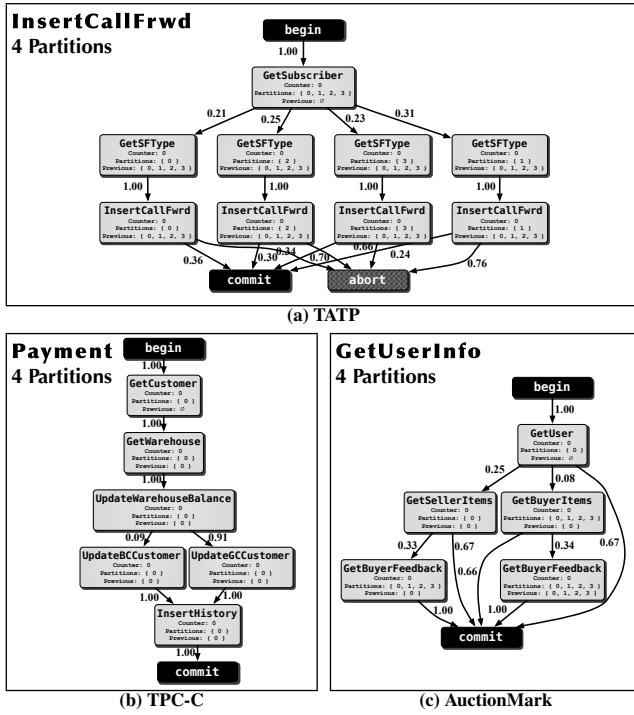 InsertCallFrwd
4 Partitions
begin
1.00
GetSubscriber
Counter: 0
Partitions: { 0, 1, 2, 3 }
Previous: ∅
0.21
0.25
0.23
0.31
GetSFType
Counter: 0
Partitions: { 0 }
Previous: { 0, 1, 2, 3 }
GetSFType
Counter: 0
Partitions: { 2 }
Previous: { 0, 1, 2, 3 }
GetSFType
Counter: 0
Partitions: { 3 }
Previous: { 0, 1, 2, 3 }
GetSFType
Counter: 0
Partitions: { 1 }
Previous: { 0, 1, 2, 3 }
1.00
1.00
1.00
1.00
InsertCallFwrd
Counter: 0
Partitions: { 0 }
Previous: { 0, 1, 2, 3 }
InsertCallFwrd
Counter: 0
Partitions: { 2 }
Previous: { 0, 1, 2, 3 }
InsertCallFwrd
Counter: 0
Partitions: { 3 }
Previous: { 0, 1, 2, 3 }
InsertCallFwrd
Counter: 0
Partitions: { 1 }
Previous: { 0, 1, 2, 3 }
0.36
0.30
0.34
0.70
0.66
0.24
0.76
commit
abort
(a) TATP
Payment
4 Partitions
begin
1.00
GetCustomer
Counter: 0
Partitions: { 0 }
Previous: ∅
1.00
GetWarehouse
Counter: 0
Partitions: { 0 }
Previous: { 0 }
1.00
UpdateWarehouseBalance
Counter: 0
Partitions: { 0 }
Previous: { 0 }
0.09
0.91
UpdateBCCustomer
Counter: 0
Partitions: { 0 }
Previous: { 0 }
UpdateGCCustomer
Counter: 0
Partitions: { 0 }
Previous: { 0 }
1.00
1.00
InsertHistory
Counter: 0
Partitions: { 0 }
Previous: { 0 }
1.00
commit
(b) TPC-C
GetUserInfo
4 Partitions
begin
1.00
GetUser
Counter: 0
Partitions: { 0 }
Previous: ∅
0.25
0.08
0.67
GetSellerItems
Counter: 0
Partitions: { 0 }
Previous: { 0 }
GetBuyerItems
Counter: 0
Partitions: { 0, 1, 2, 3 }
Previous: { 0 }
0.33
0.67
0.66
0.34
GetBuyerFeedback
Counter: 0
Partitions: { 0, 1, 2, 3 }
Previous: { 0 }
GetBuyerFeedback
Counter: 0
Partitions: { 0, 1, 2, 3 }
Previous: { 0, 1, 2, 3 }
1.00
1.00
commit
(c) AuctionMark